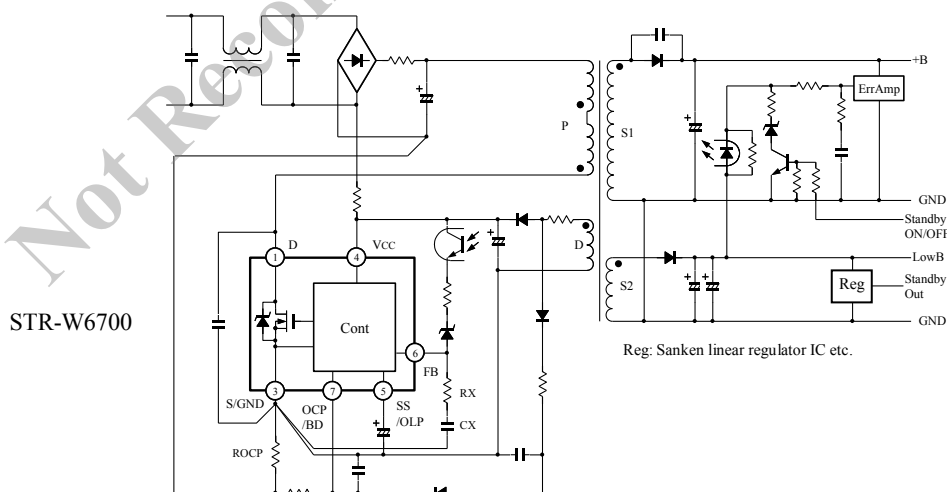 Not Recom
+B
ErrAmp
P
S1
GND
Standby
ON/OFF
D
VCC
D
1
4
LowB
S2
Reg
Standby
Out
STR-W6700
Cont
GND
6
FB
Reg: Sanken linear regulator IC etc.
3
7
5
S/GND
OCP
/BD
SS
/OLP
RX
CX
ROCP